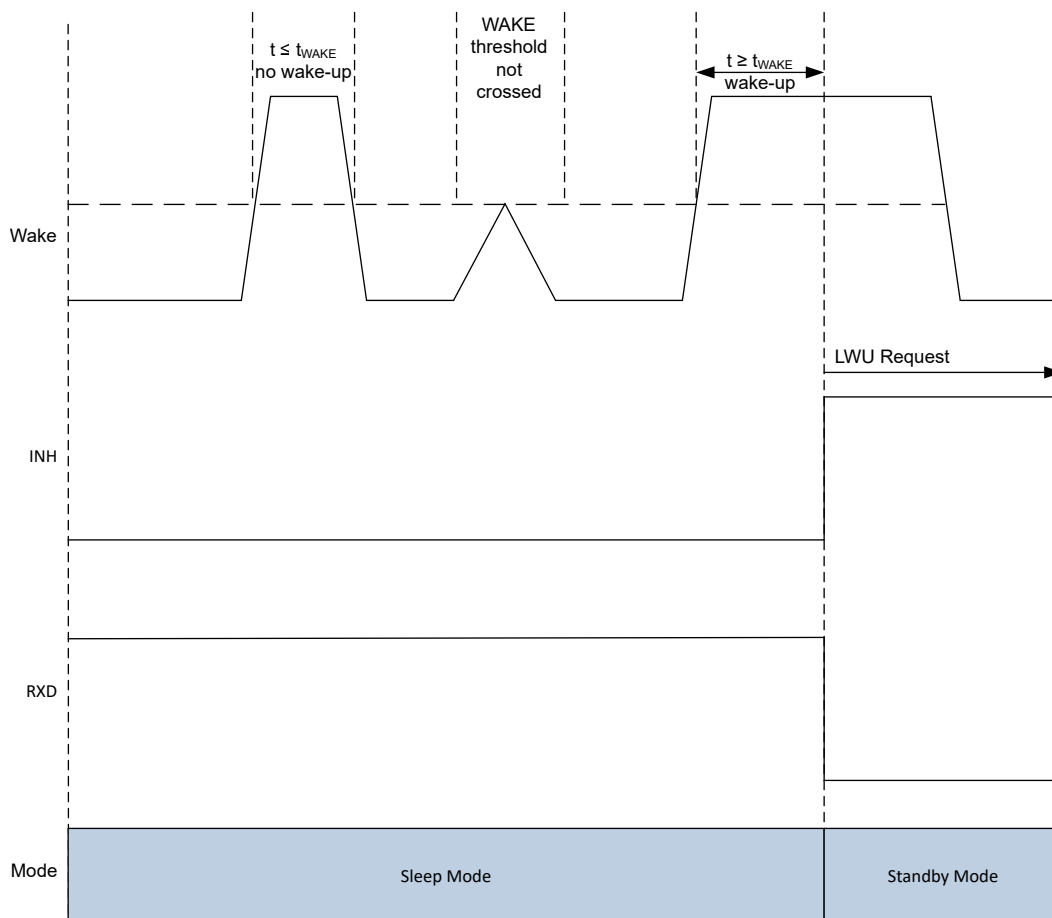 t ≤ tWAKE
no wake-up
WAKE
threshold
not
crossed
t ≥ tWAKE
wake-up
Wake
LWU Request
INH
RXD
Mode
Sleep Mode
Standby Mode